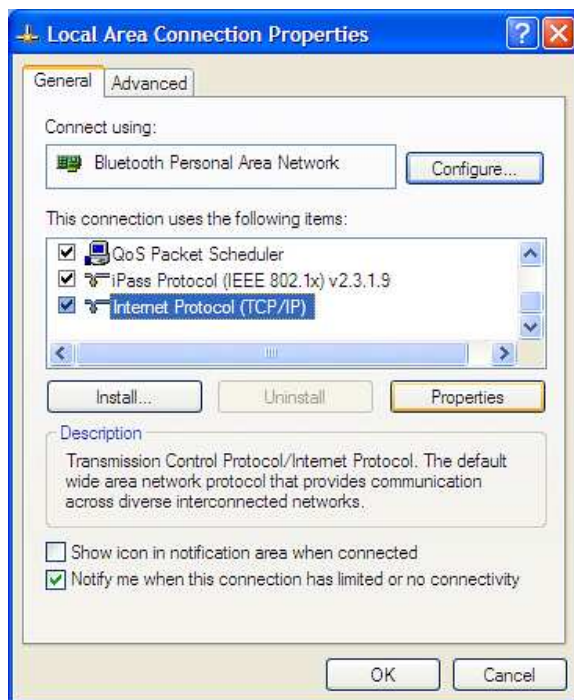 Local Area Connection Properties
General
Advanced
Connect using:
Bluetooth Personal Area Network
Configure...
This connection uses the following items:
QoS Packet Scheduler
iPass Protocol (IEEE 802.1x) v2.3.1.9
Internet Protocol (TCP/IP)
Install...
Uninstall
Properties
Description
Transmission Control Protocol/Internet Protocol. The default
wide area network protocol that provides communication
across diverse interconnected networks.
Show icon in notification area when connected
Notify me when this connection has limited or no connectivity
OK
Cancel